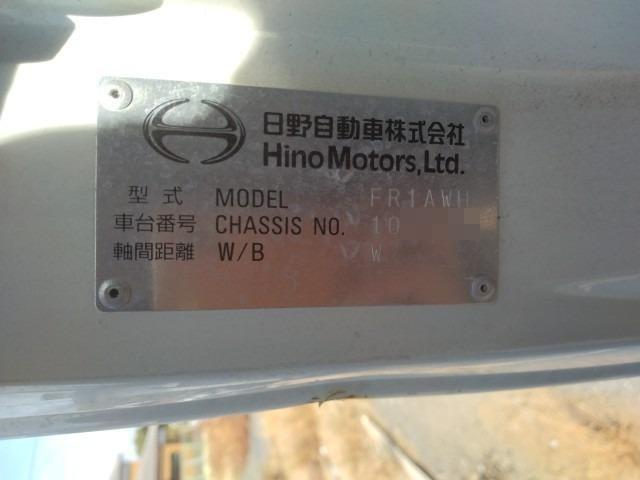 日野自動車株式会社
Hino Motors, Ltd.
型式 MODEL FR1AWH
車台番号 CHASSIS NO. 10
軸間距離 W/B W